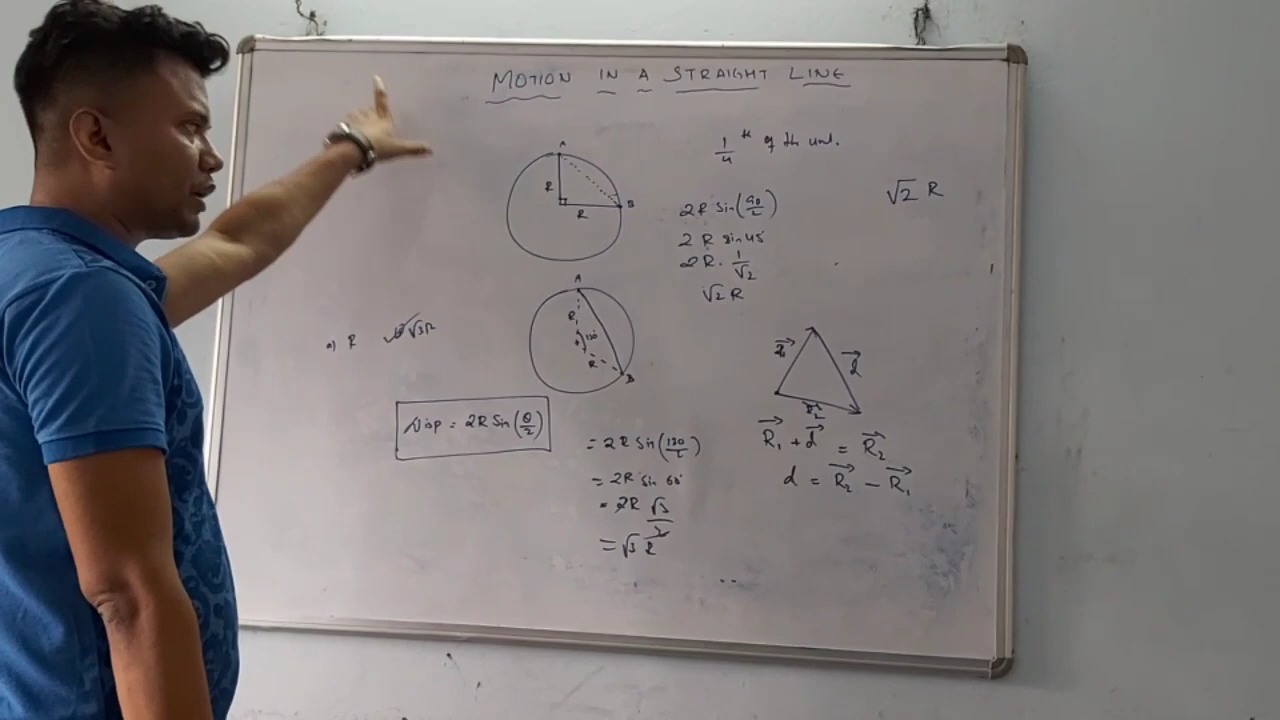 MOTION IN A STRAIGHT LINE
1/4 th of the
A
R
R
B
2R Sin(90/2)
2 R sin 45°
2R. 1/√2
√2 R
√2 R
A
R
120°
R
B
a) R √3R
Disp = 2R Sin(θ/2)
= 2R Sin(120/2)
= 2R Sin 60°
= 2R √3/2
= √3 R
d
R₁ + d = R₂
d = R₂ – R₁